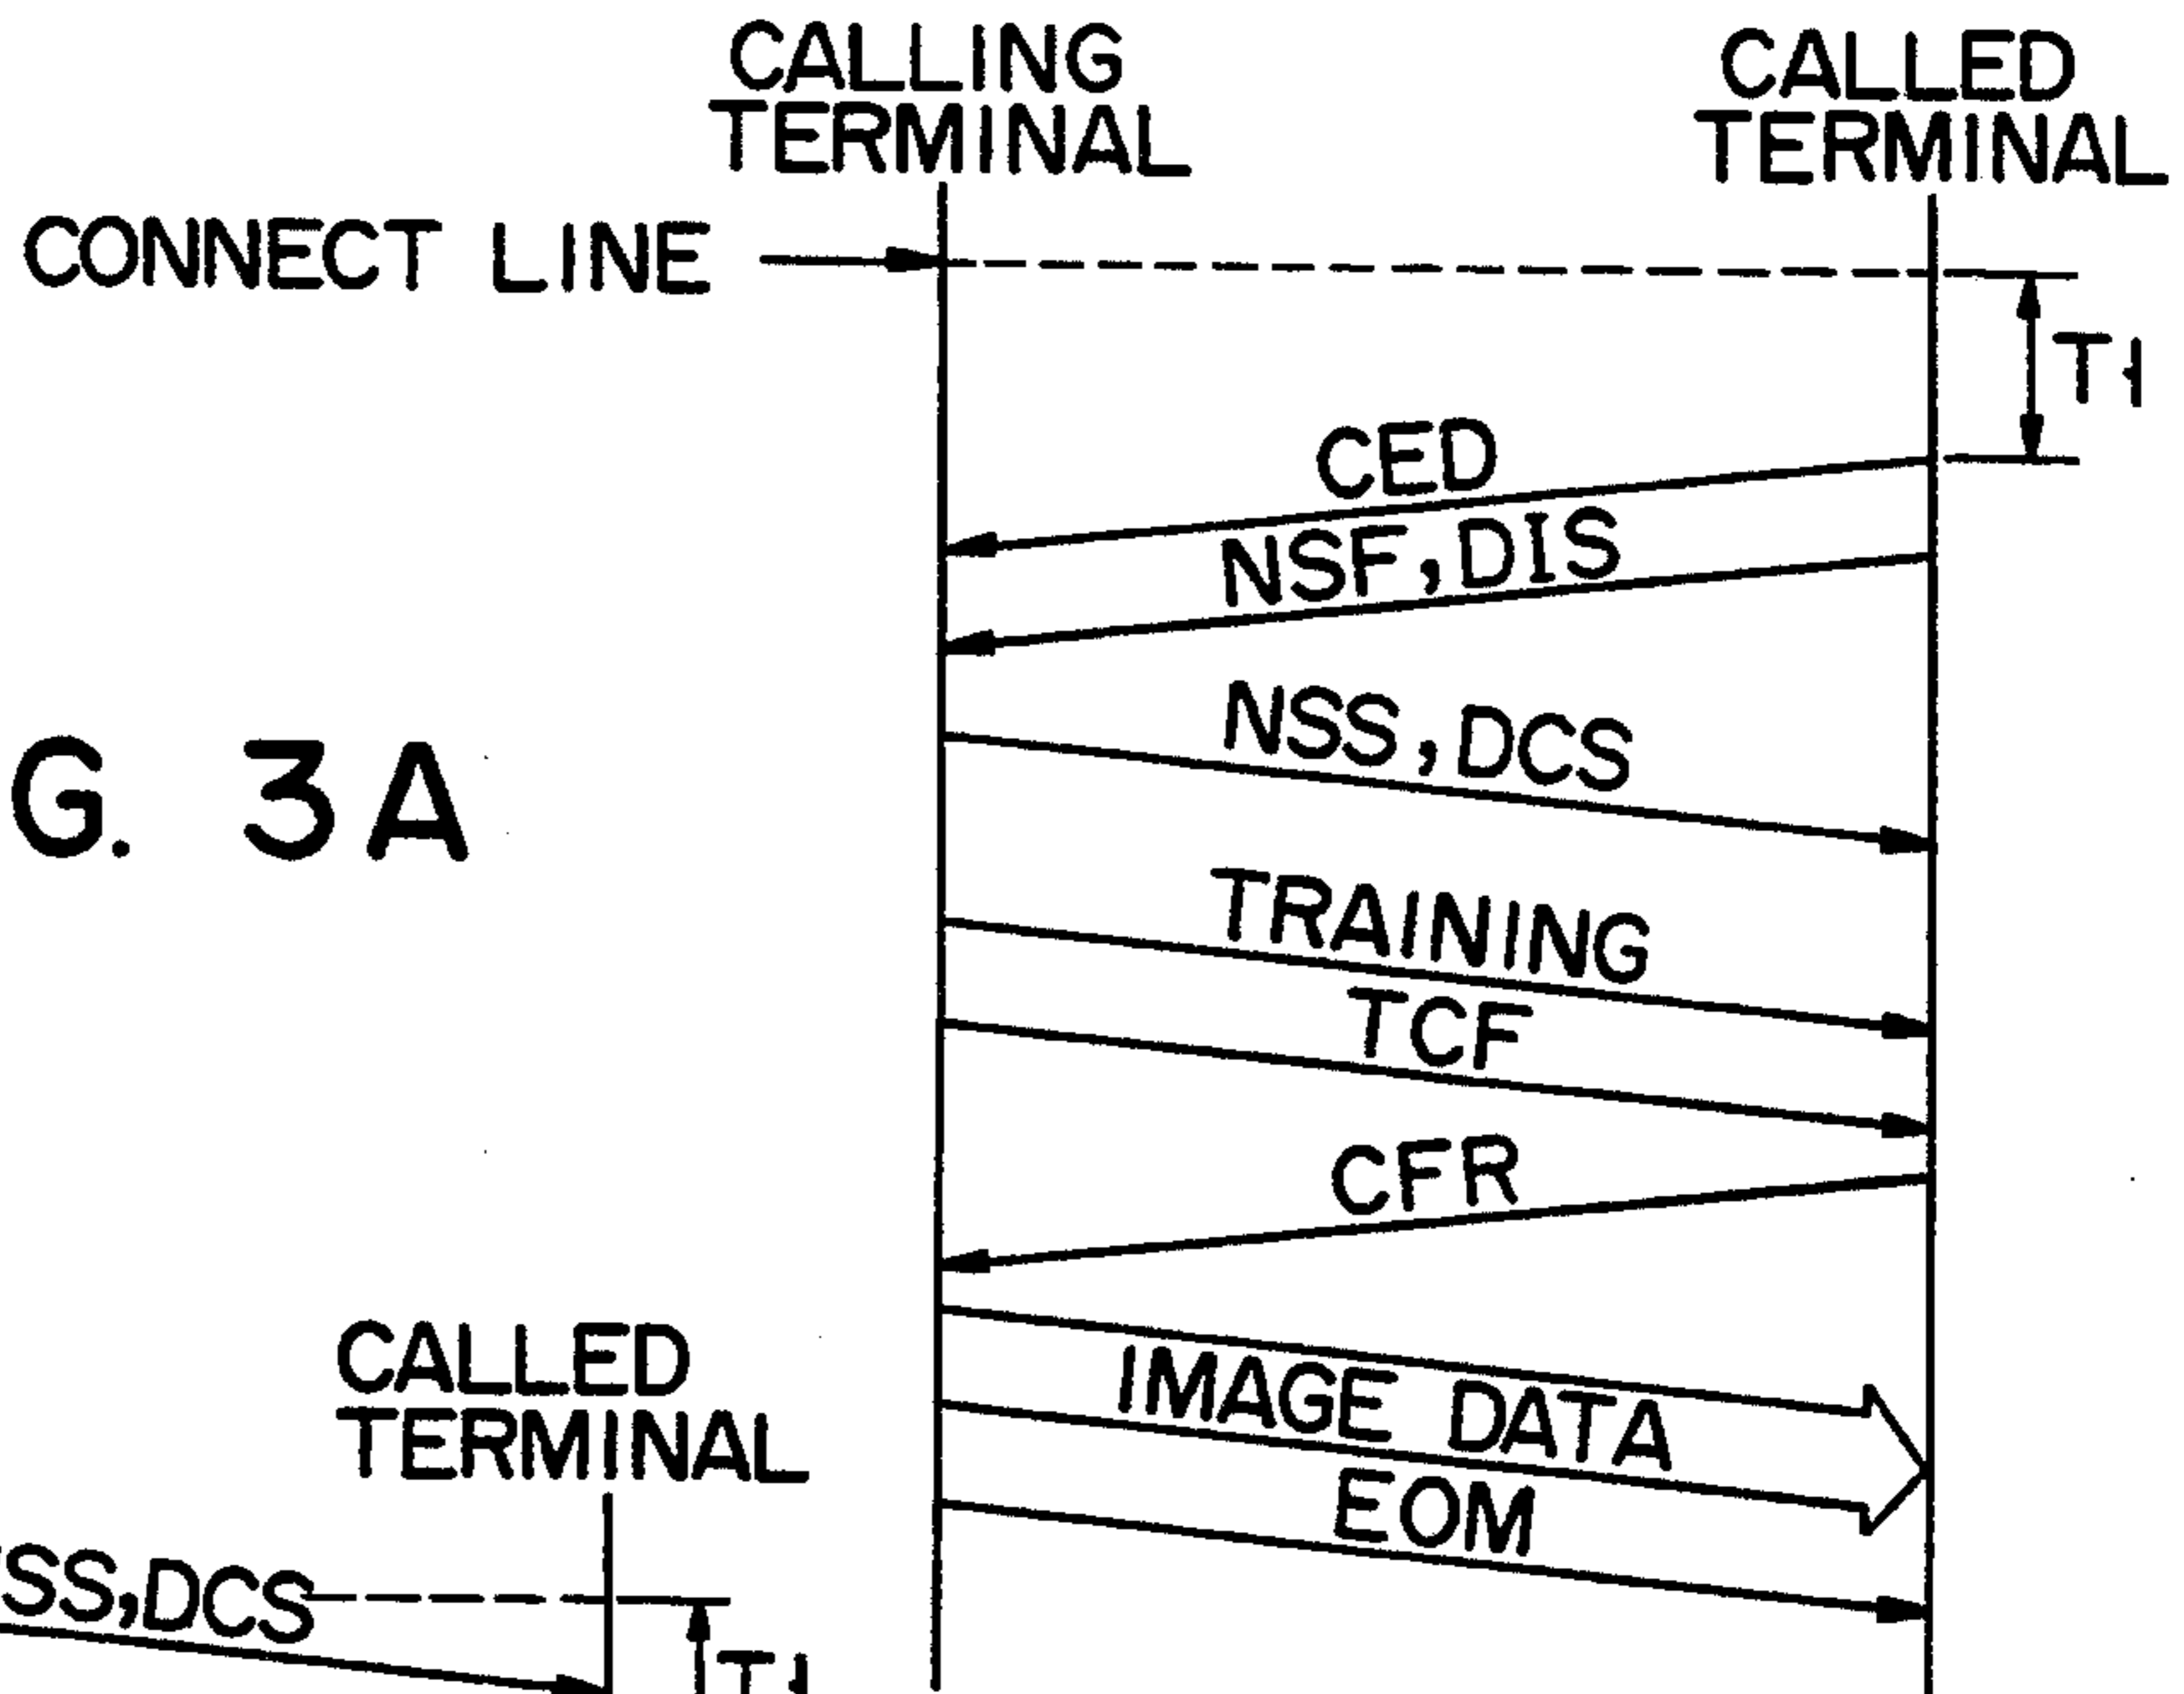 CALLING
TERMINAL
CALLED
TERMINAL
CONNECT LINE
T1
CED
NSF,DIS
NSS,DCS
G. 3A
TRAINING
TCF
CFR
IMAGE DATA
EOM
CALLED
TERMINAL
SS,DCS
T1